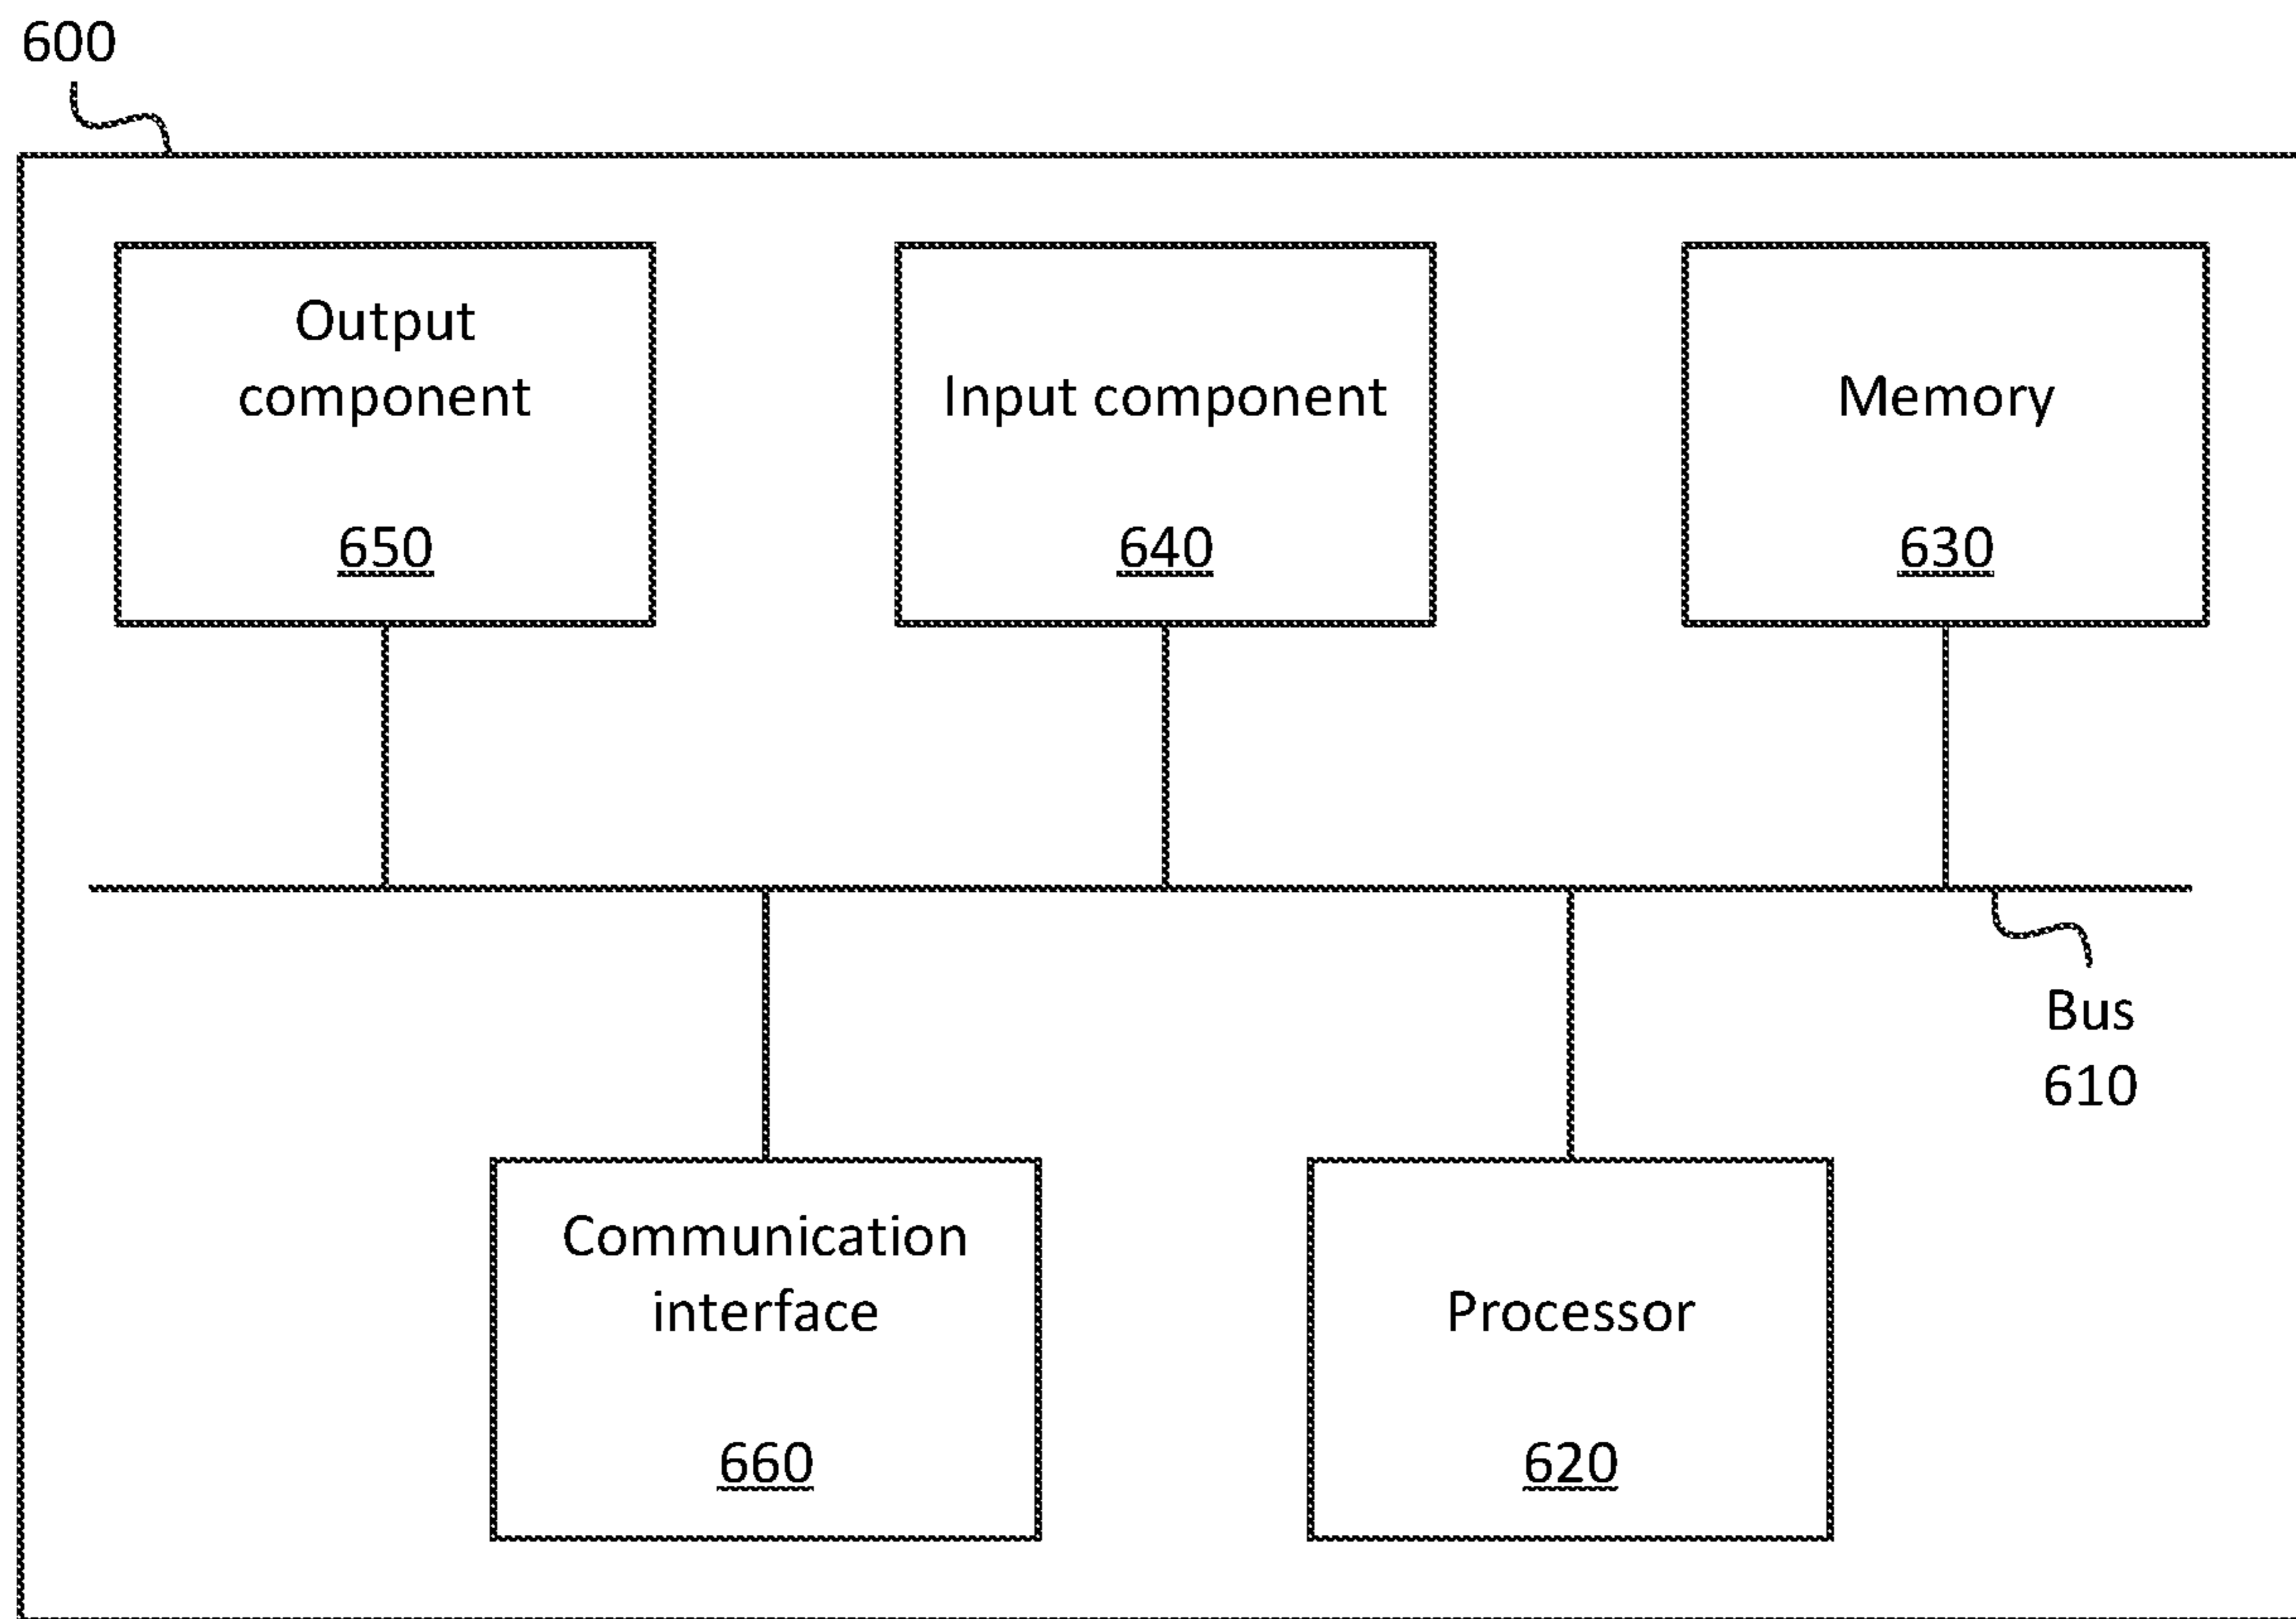 600
Output
component
650
Input component
640
Memory
630
Bus
610
Communication
interface
660
Processor
620